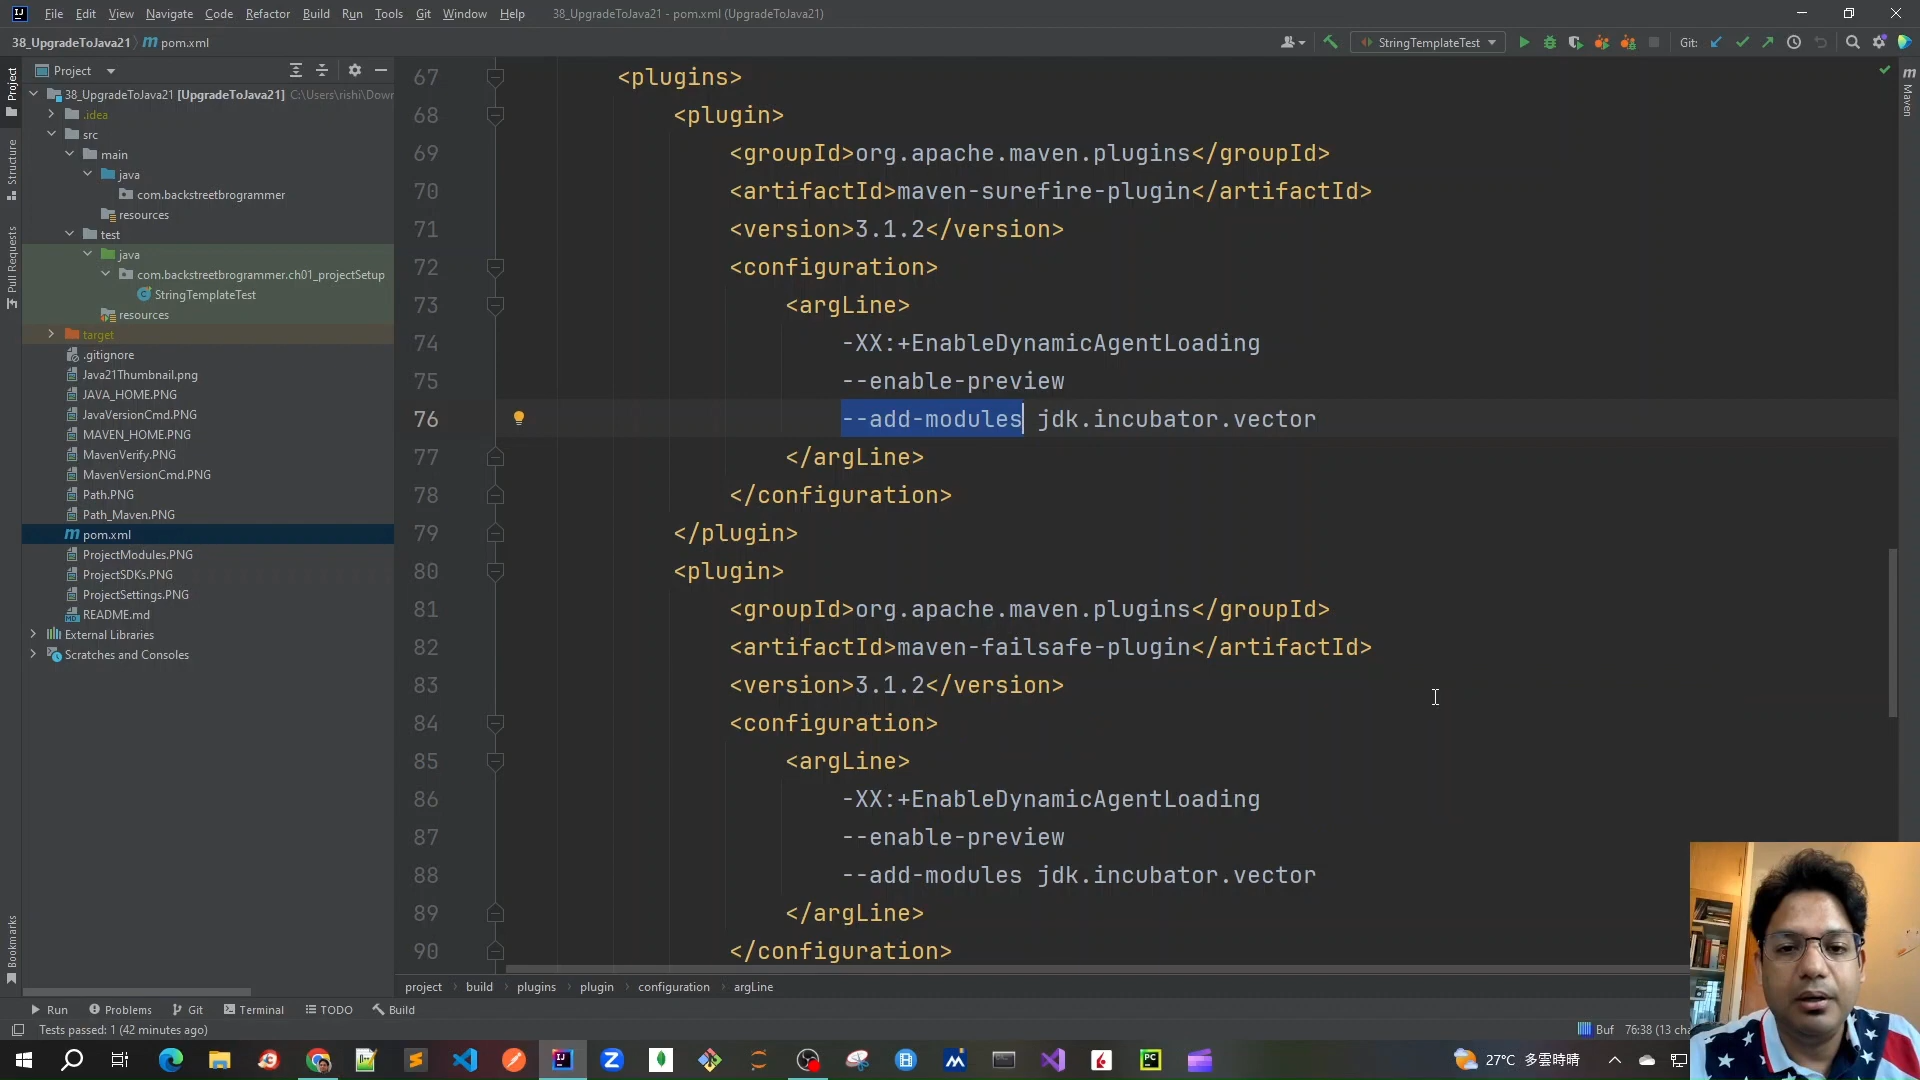 File Edit View Navigate Code Refactor Build Run Tools Git Window Help 38_UpgradeToJava21 - pom.xml (UpgradeToJava21)
38_UpgradeToJava21 pom.xml StringTemplateTest Git:
Project
Project
Structure
Pull Requests
Bookmarks
Maven
38_UpgradeToJava21 [UpgradeToJava21] C:\Users\rishi\Dow
.idea
src
main
java
com.backstreetbrogrammer
resources
test
java
com.backstreetbrogrammer.ch01_projectSetup
StringTemplateTest
resources
target
.gitignore
Java21Thumbnail.png
JAVA_HOME.PNG
JavaVersionCmd.PNG
MAVEN_HOME.PNG
MavenVerify.PNG
MavenVersionCmd.PNG
Path.PNG
Path_Maven.PNG
pom.xml
ProjectModules.PNG
ProjectSDKs.PNG
ProjectSettings.PNG
README.md
External Libraries
Scratches and Consoles
67 <plugins>
68 <plugin>
69 <groupId>org.apache.maven.plugins</groupId>
70 <artifactId>maven-surefire-plugin</artifactId>
71 <version>3.1.2</version>
72 <configuration>
73 <argLine>
74 -XX:+EnableDynamicAgentLoading
75 --enable-preview
76 --add-modules jdk.incubator.vector
77 </argLine>
78 </configuration>
79 </plugin>
80 <plugin>
81 <groupId>org.apache.maven.plugins</groupId>
82 <artifactId>maven-failsafe-plugin</artifactId>
83 <version>3.1.2</version>
84 <configuration>
85 <argLine>
86 -XX:+EnableDynamicAgentLoading
87 --enable-preview
88 --add-modules jdk.incubator.vector
89 </argLine>
90 </configuration>
project build plugins plugin configuration argLine
Run Problems Git Terminal TODO Build
Tests passed: 1 (42 minutes ago) Buf 76:38 (13 cha
27°C 多雲時晴